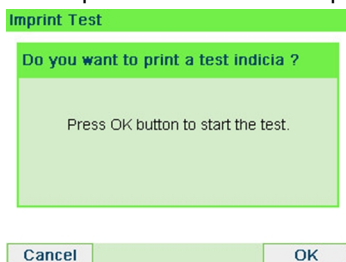 Imprint Test
Do you want to print a test indicia ?
Press OK button to start the test.
Cancel
OK